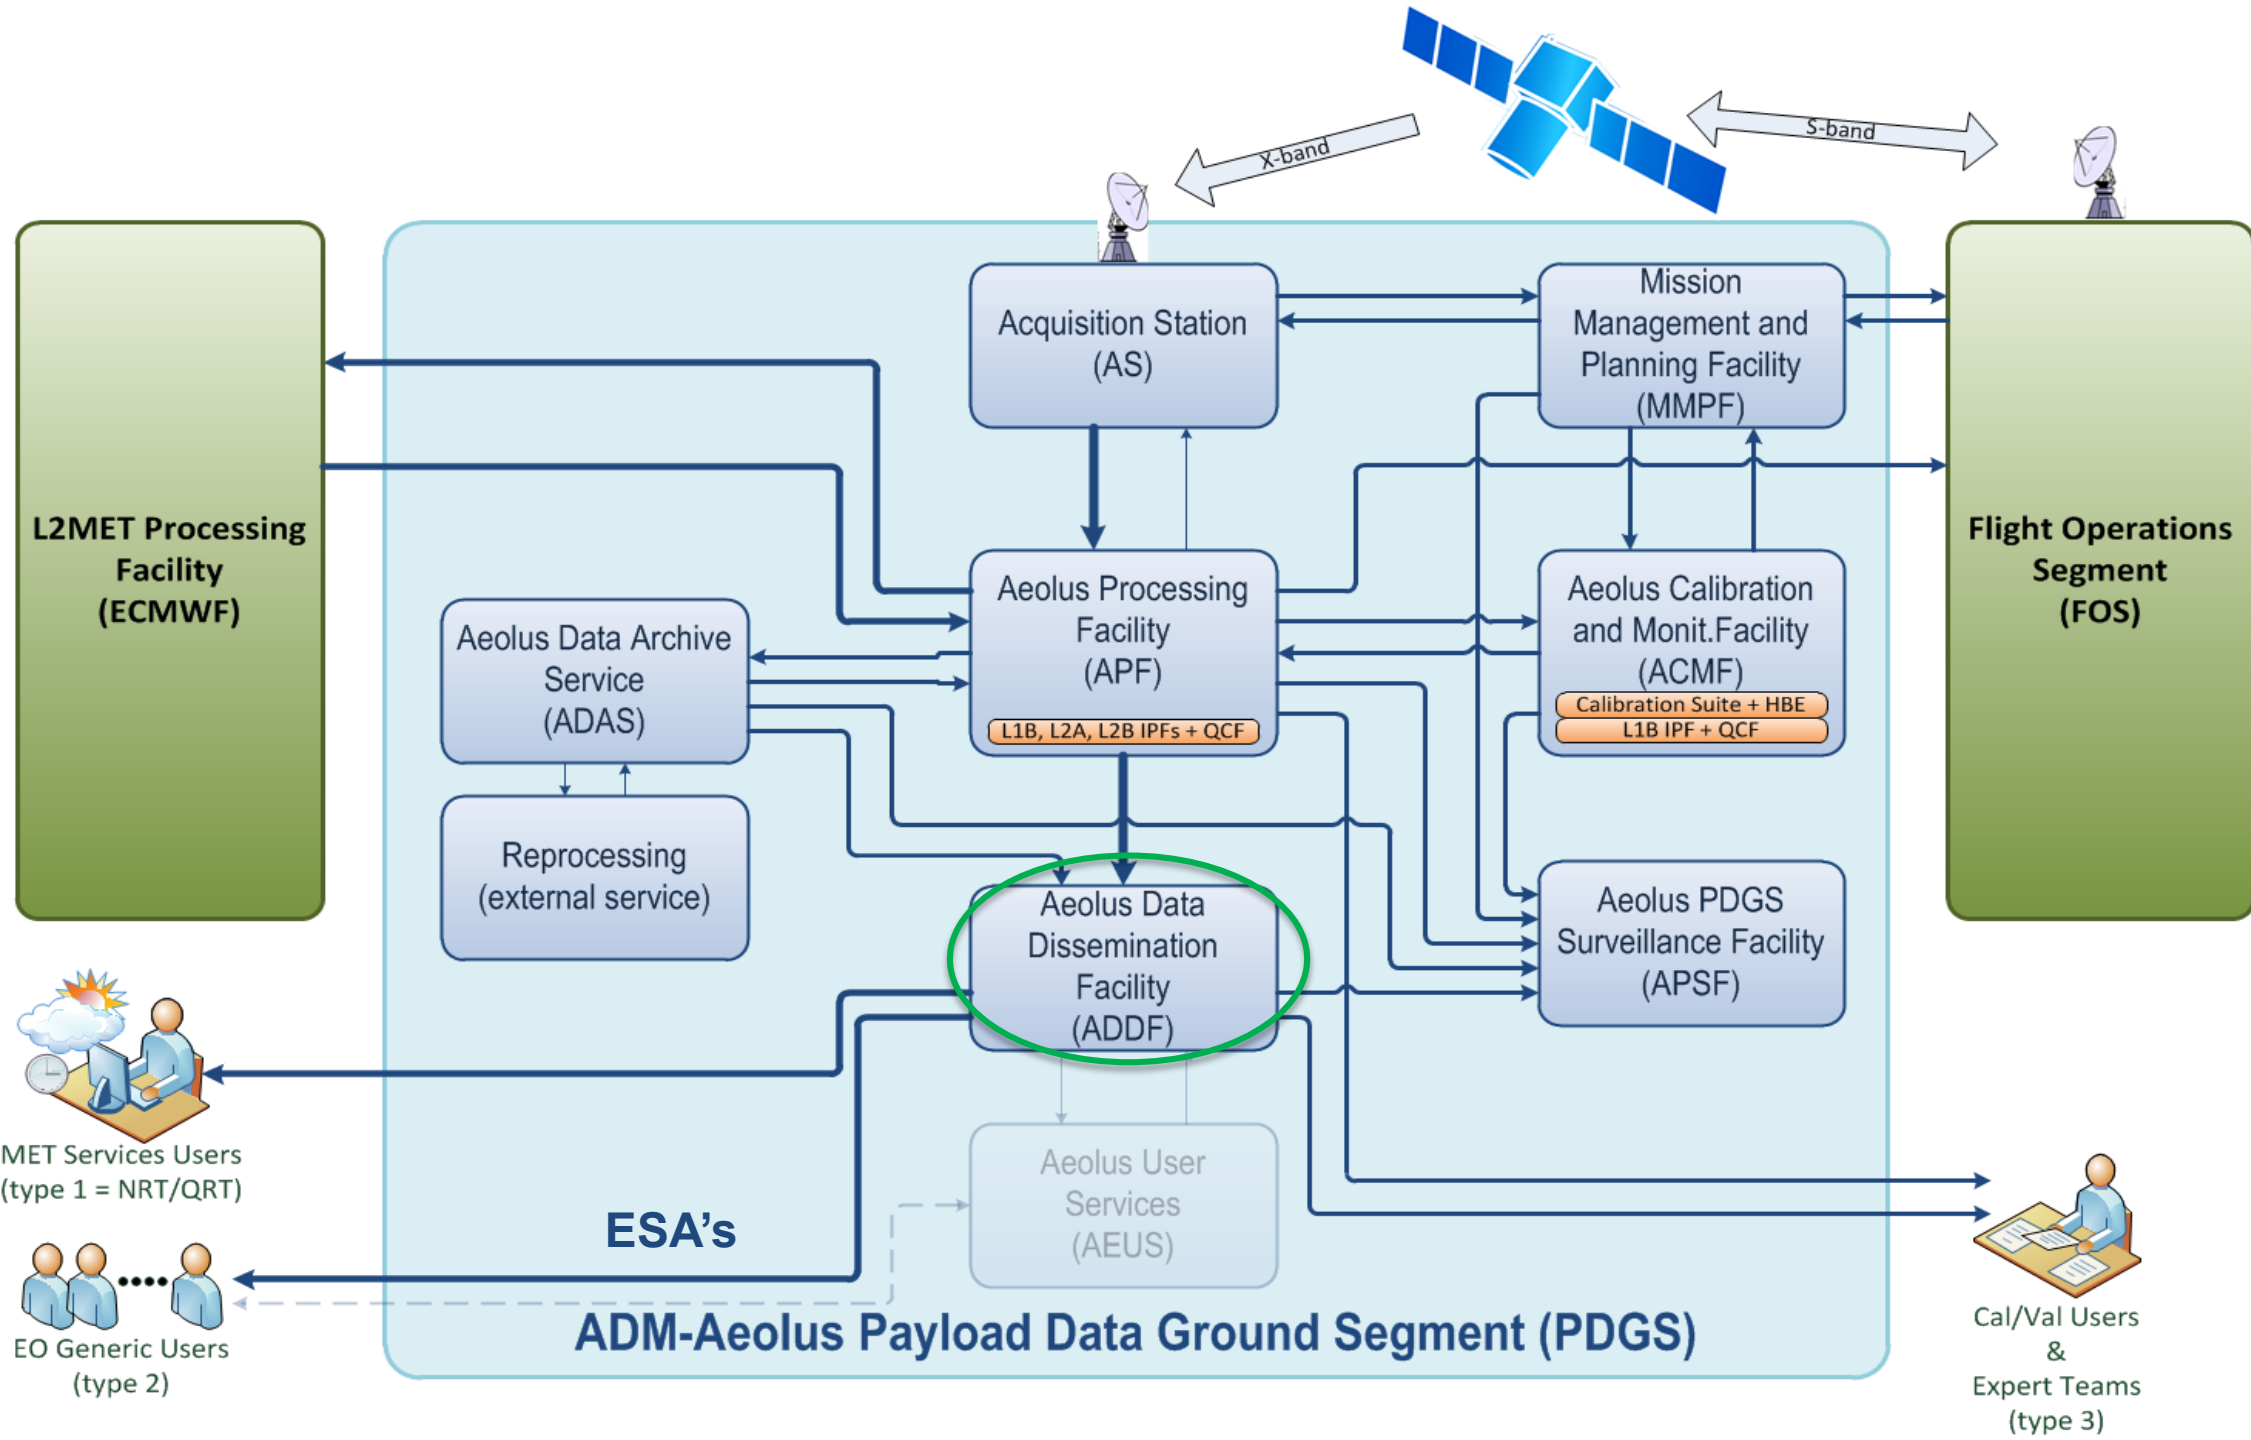 X-band
S-band
Acquisition Station
(AS)
Mission
Management and
Planning Facility
(MMPF)
L2MET Processing
Facility
(ECMWF)
Flight Operations
Segment
(FOS)
Aeolus Processing
Facility
(APF)
L1B, L2A, L2B IPFs + QCF
Aeolus Calibration
and Monit.Facility
(ACMF)
Calibration Suite + HBE
L1B IPF + QCF
Aeolus Data Archive
Service
(ADAS)
Reprocessing
(external service)
Aeolus Data
Dissemination
Facility
(ADDF)
Aeolus PDGS
Surveillance Facility
(APSF)
MET Services Users
(type 1 = NRT/QRT)
Aeolus User
Services
(AEUS)
ESA’s
EO Generic Users
(type 2)
ADM-Aeolus Payload Data Ground Segment (PDGS)
Cal/Val Users
&
Expert Teams
(type 3)